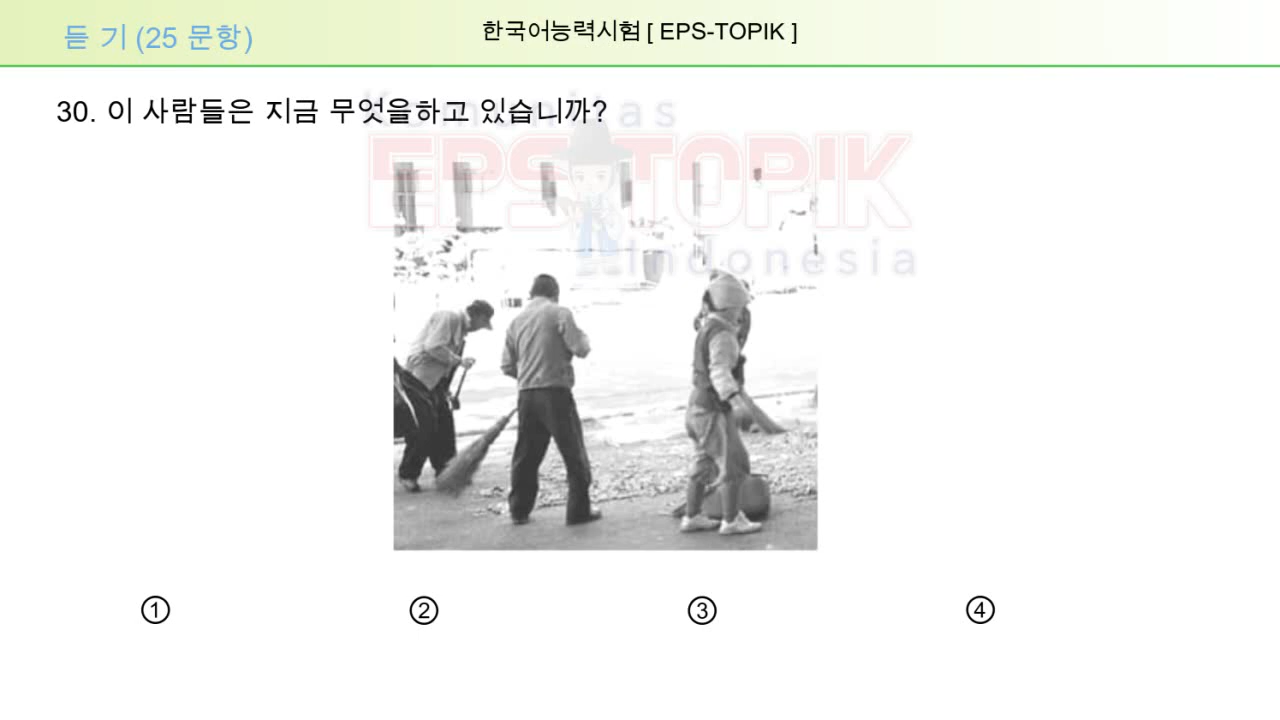 듣 기 (25 문항)
한국어능력시험 [ EPS-TOPIK ]
30. 이 사람들은 지금 무엇을하고 있습니까?
Komunitas
EPS TOPIK
Indonesia
① ② ③ ④